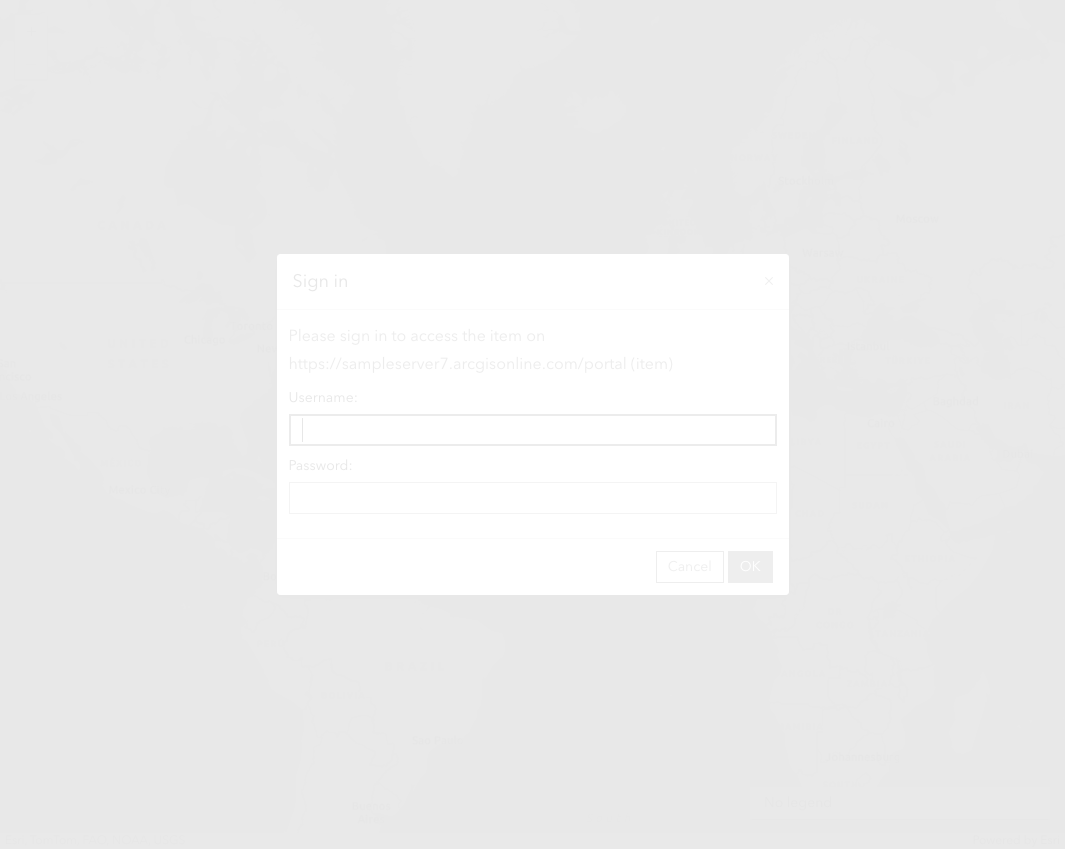 Sign in
×
Please sign in to access the item on
https://sampleserver7.arcgisonline.com/portal (item)
Username:
Password:
Cancel
OK